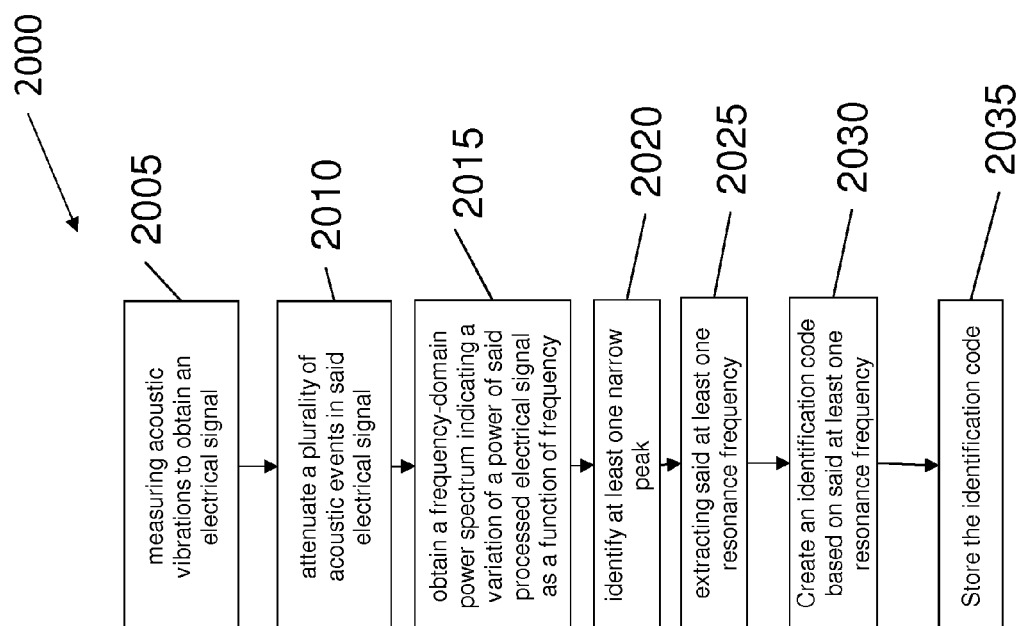 2000
measuring acoustic
vibrations to obtain an
electrical signal
2005
attenuate a plurality of
acoustic events in said
electrical signal
2010
obtain a frequency-domain
power spectrum indicating a
variation of a power of said
processed electrical signal
as a function of frequency
2015
identify at least one narrow
peak
2020
extracting said at least one
resonance frequency
2025
Create an identification code
based on said at least one
resonance frequency
2030
Store the identification code
2035